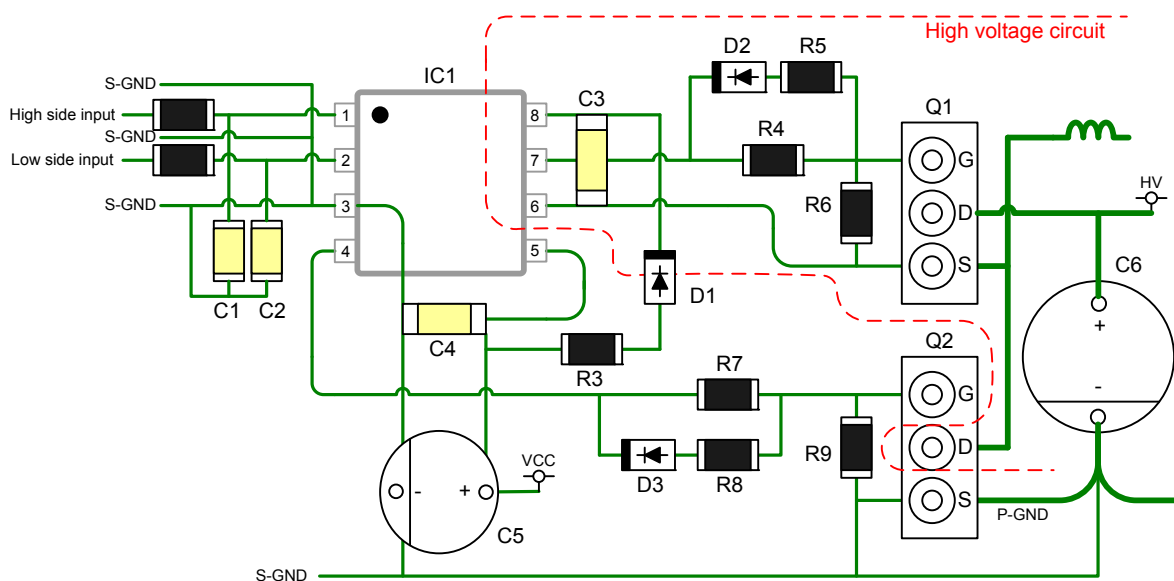 High voltage circuit
D2
R5
S-GND
IC1
C3
Q1
High side input
1
8
S-GND
R4
G
Low side input
2
7
HV
S-GND
3
6
R6
D
4
5
S
C6
C1
C2
D1
+
C4
Q2
R3
R7
-
G
R9
D
VCC
D3
R8
-
+
S
C5
P-GND
S-GND